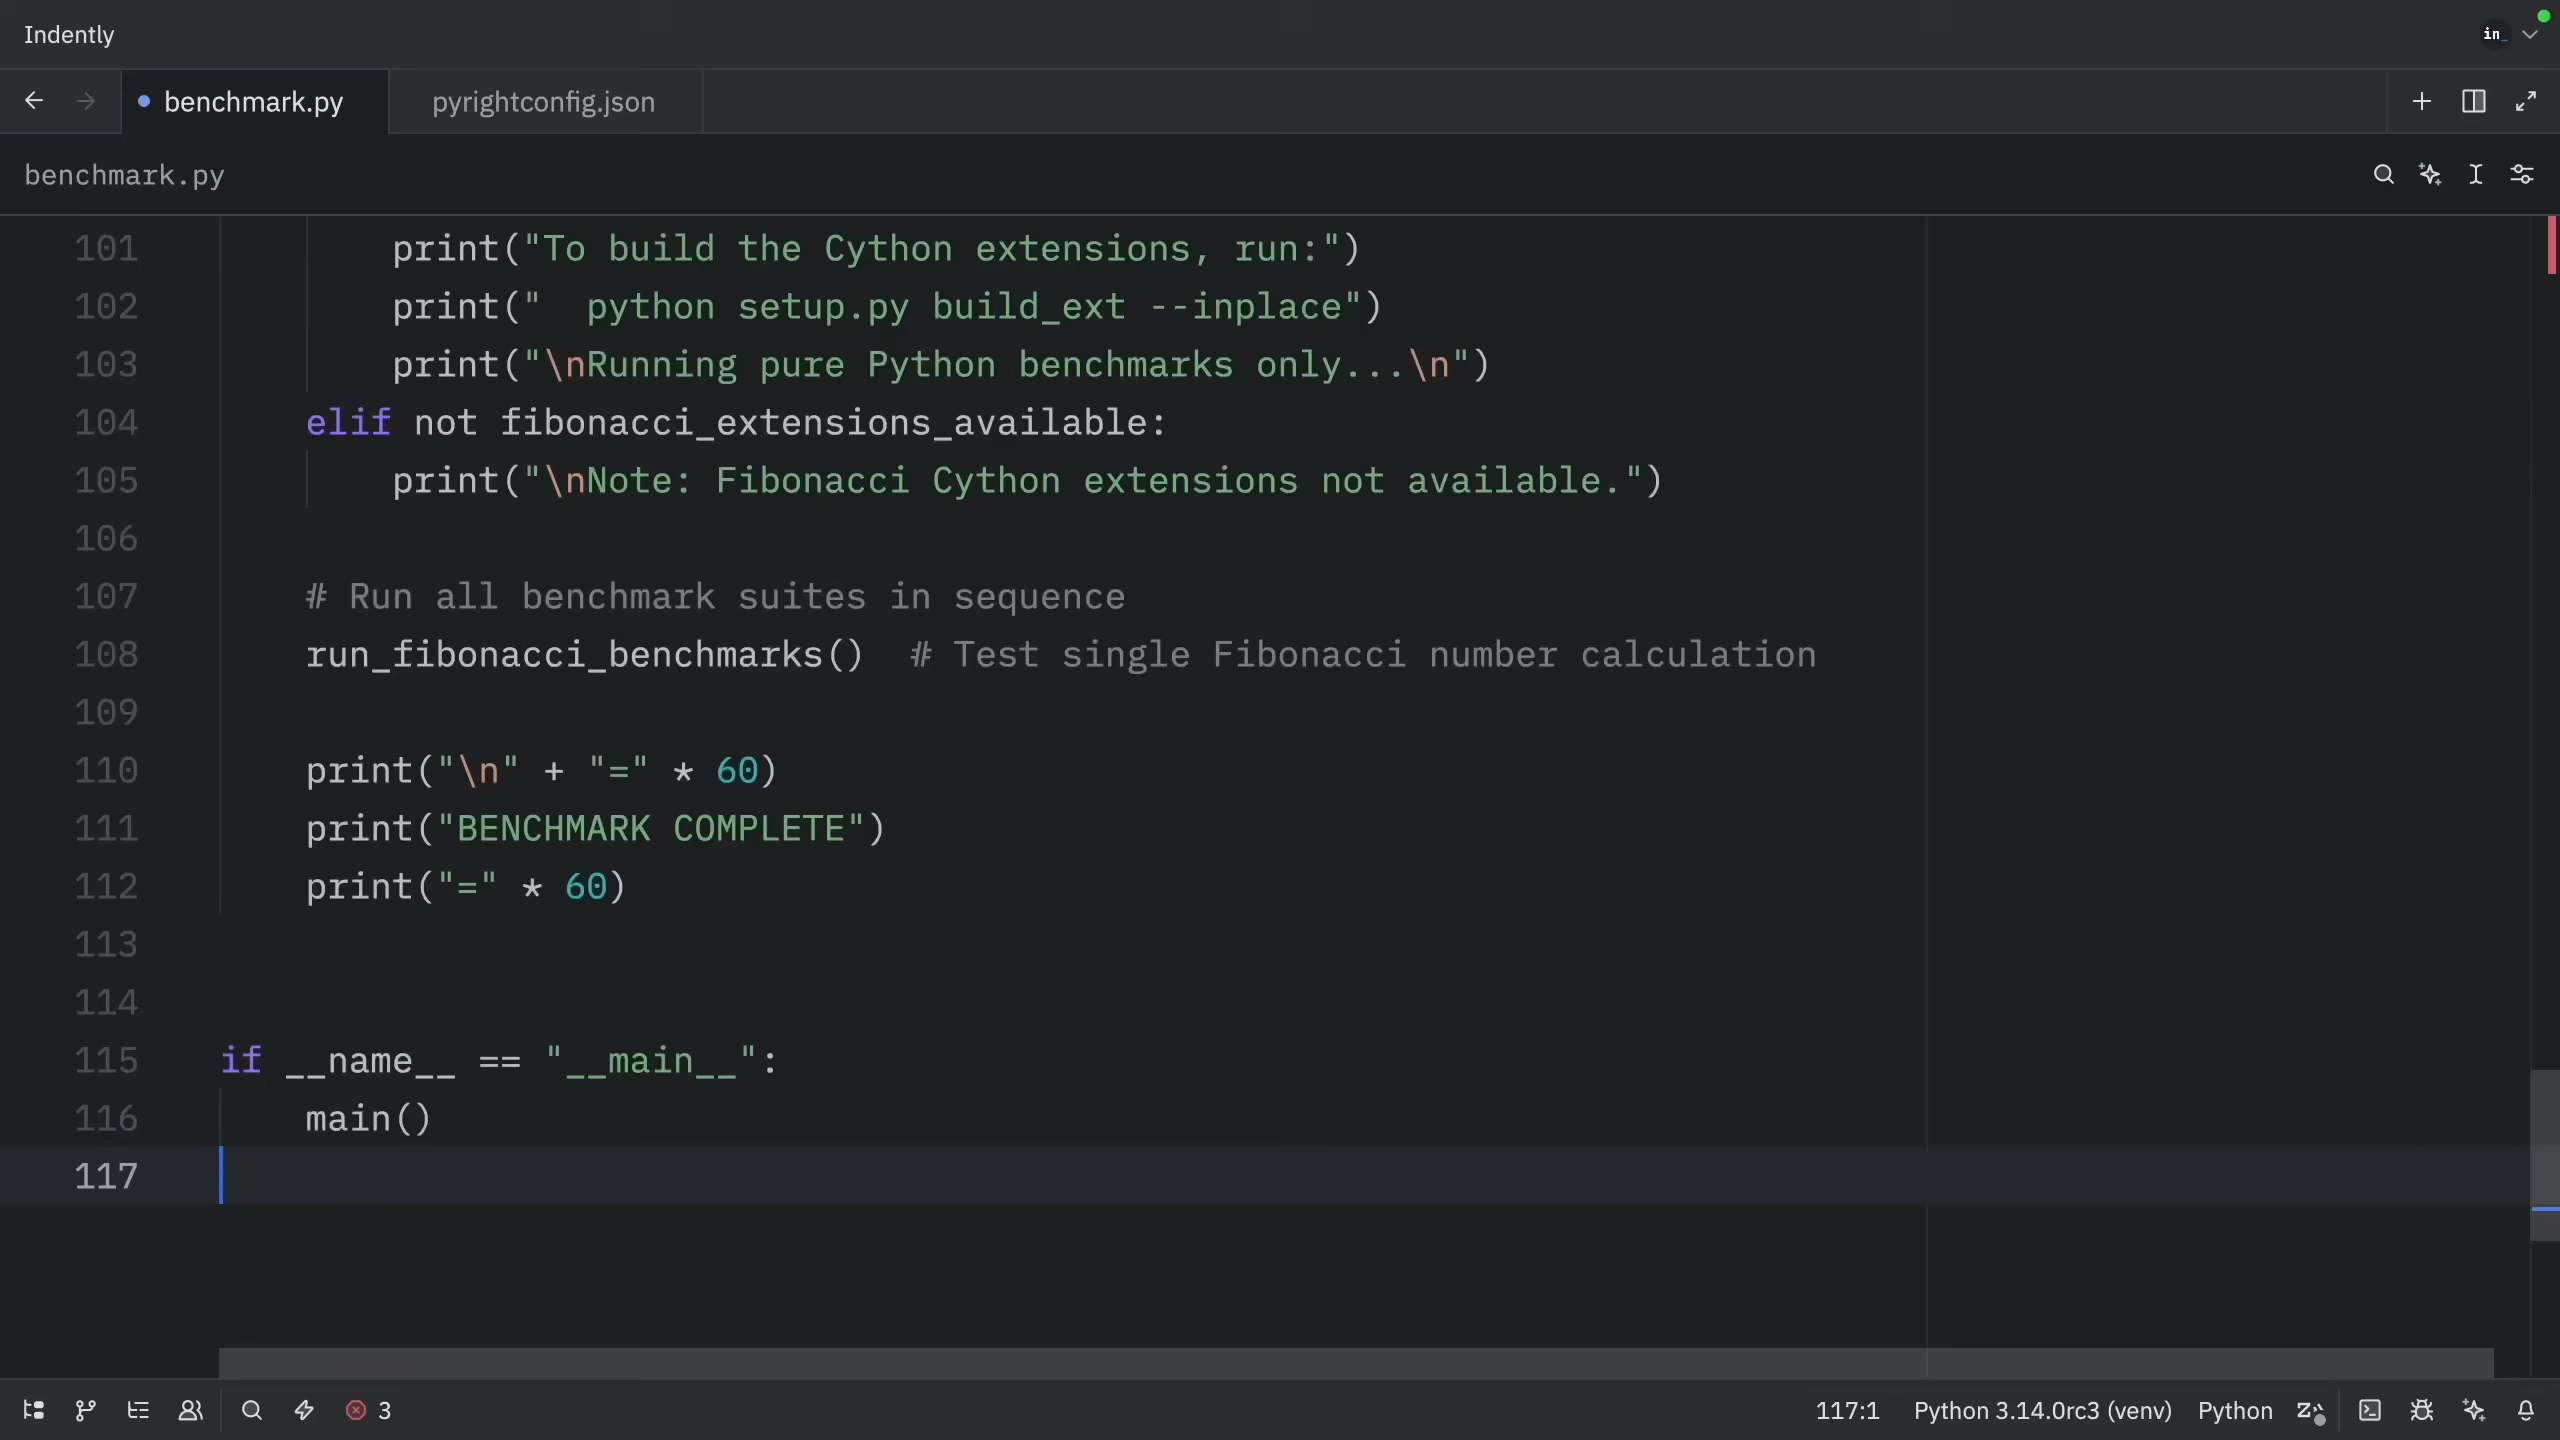 Indently
in_
benchmark.py
pyrightconfig.json
benchmark.py
101 print("To build the Cython extensions, run:")
102 print("  python setup.py build_ext --inplace")
103 print("\nRunning pure Python benchmarks only...\n")
104 elif not fibonacci_extensions_available:
105 print("\nNote: Fibonacci Cython extensions not available.")
106
107 # Run all benchmark suites in sequence
108 run_fibonacci_benchmarks()  # Test single Fibonacci number calculation
109
110 print("\n" + "=" * 60)
111 print("BENCHMARK COMPLETE")
112 print("=" * 60)
113
114
115 if __name__ == "__main__":
116 main()
117
3 117:1 Python 3.14.0rc3 (venv) Python